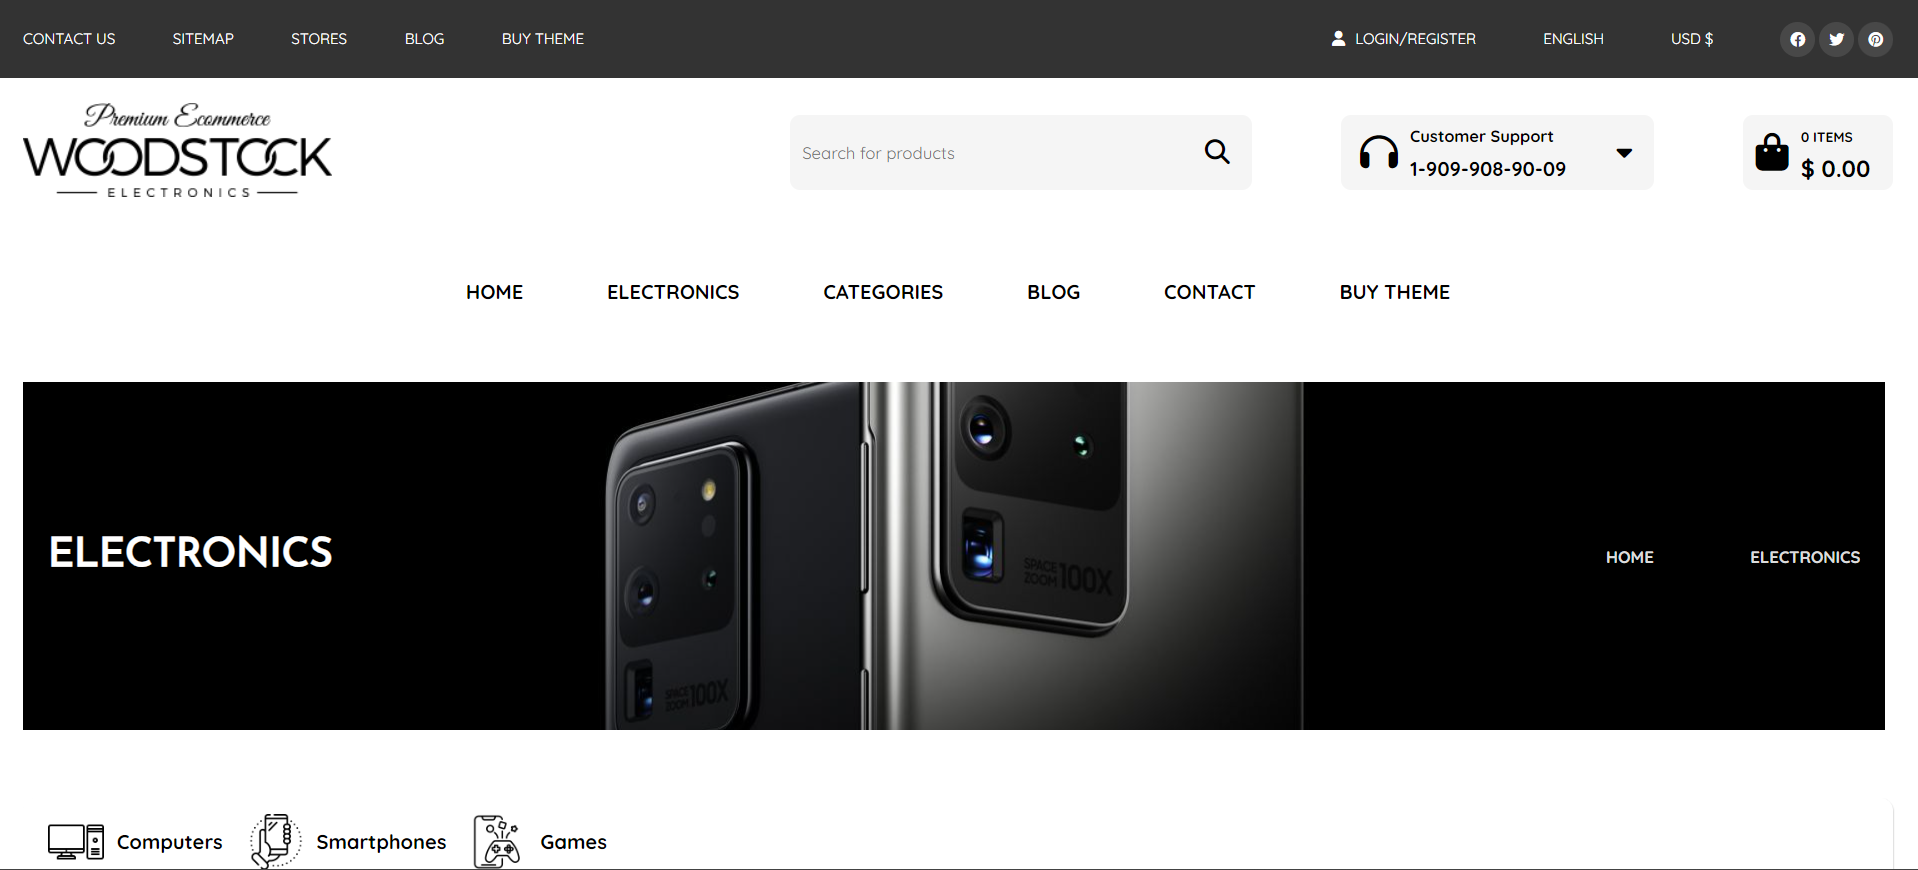 CONTACT US SITEMAP STORES BLOG BUY THEME LOGIN/REGISTER ENGLISH USD $
Premium Ecommerce
WOODSTOCK
ELECTRONICS
Search for products
Customer Support
1-909-908-90-09
0 ITEMS
$ 0.00
HOME ELECTRONICS CATEGORIES BLOG CONTACT BUY THEME
ELECTRONICS
SPACE ZOOM 100X
SPACE ZOOM 100X
HOME ELECTRONICS
Computers Smartphones Games